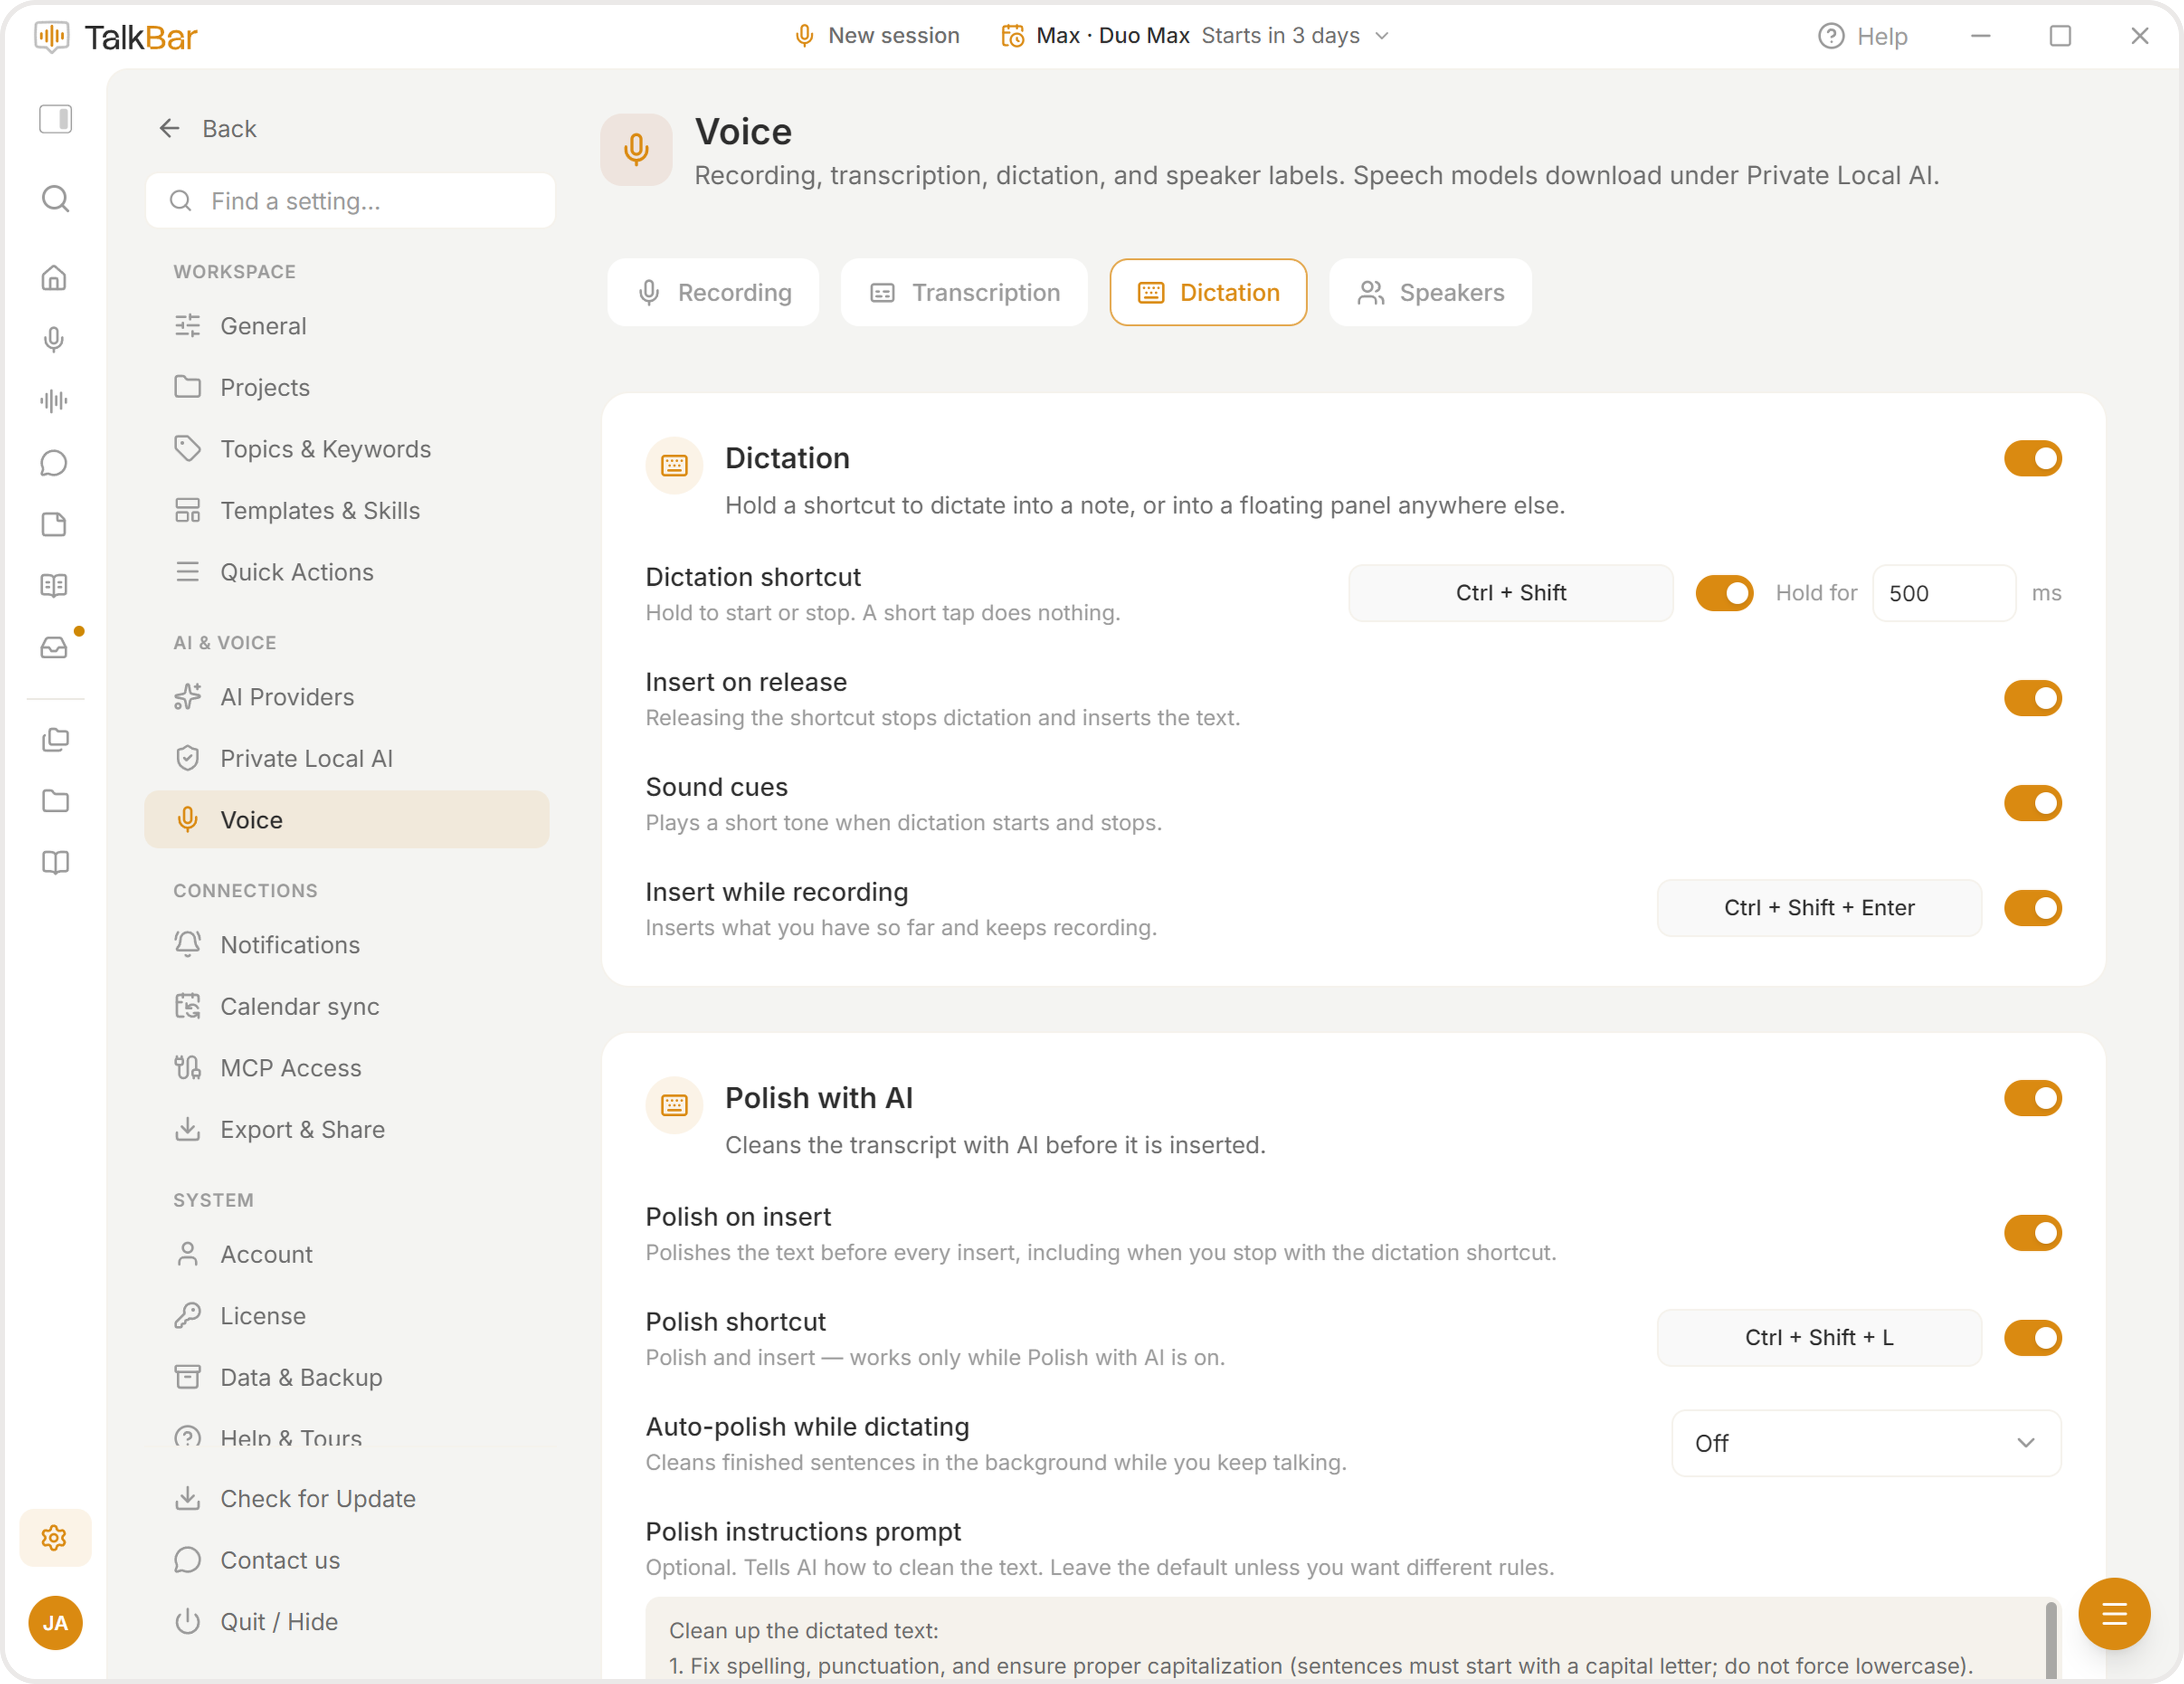 TalkBar
New session
Max · Duo Max Starts in 3 days
Help
Back
Find a setting...
WORKSPACE
General
Projects
Topics & Keywords
Templates & Skills
Quick Actions
AI & VOICE
AI Providers
Private Local AI
Voice
CONNECTIONS
Notifications
Calendar sync
MCP Access
Export & Share
SYSTEM
Account
License
Data & Backup
Help & Tours
Check for Update
Contact us
Quit / Hide
JA
Voice
Recording, transcription, dictation, and speaker labels. Speech models download under Private Local AI.
Recording
Transcription
Dictation
Speakers
Dictation
Hold a shortcut to dictate into a note, or into a floating panel anywhere else.
Dictation shortcut
Hold to start or stop. A short tap does nothing.
Ctrl + Shift
Hold for 500 ms
Insert on release
Releasing the shortcut stops dictation and inserts the text.
Sound cues
Plays a short tone when dictation starts and stops.
Insert while recording
Inserts what you have so far and keeps recording.
Ctrl + Shift + Enter
Polish with AI
Cleans the transcript with AI before it is inserted.
Polish on insert
Polishes the text before every insert, including when you stop with the dictation shortcut.
Polish shortcut
Polish and insert — works only while Polish with AI is on.
Ctrl + Shift + L
Auto-polish while dictating
Cleans finished sentences in the background while you keep talking.
Off
Polish instructions prompt
Optional. Tells AI how to clean the text. Leave the default unless you want different rules.
Clean up the dictated text:
1. Fix spelling, punctuation, and ensure proper capitalization (sentences must start with a capital letter; do not force lowercase).